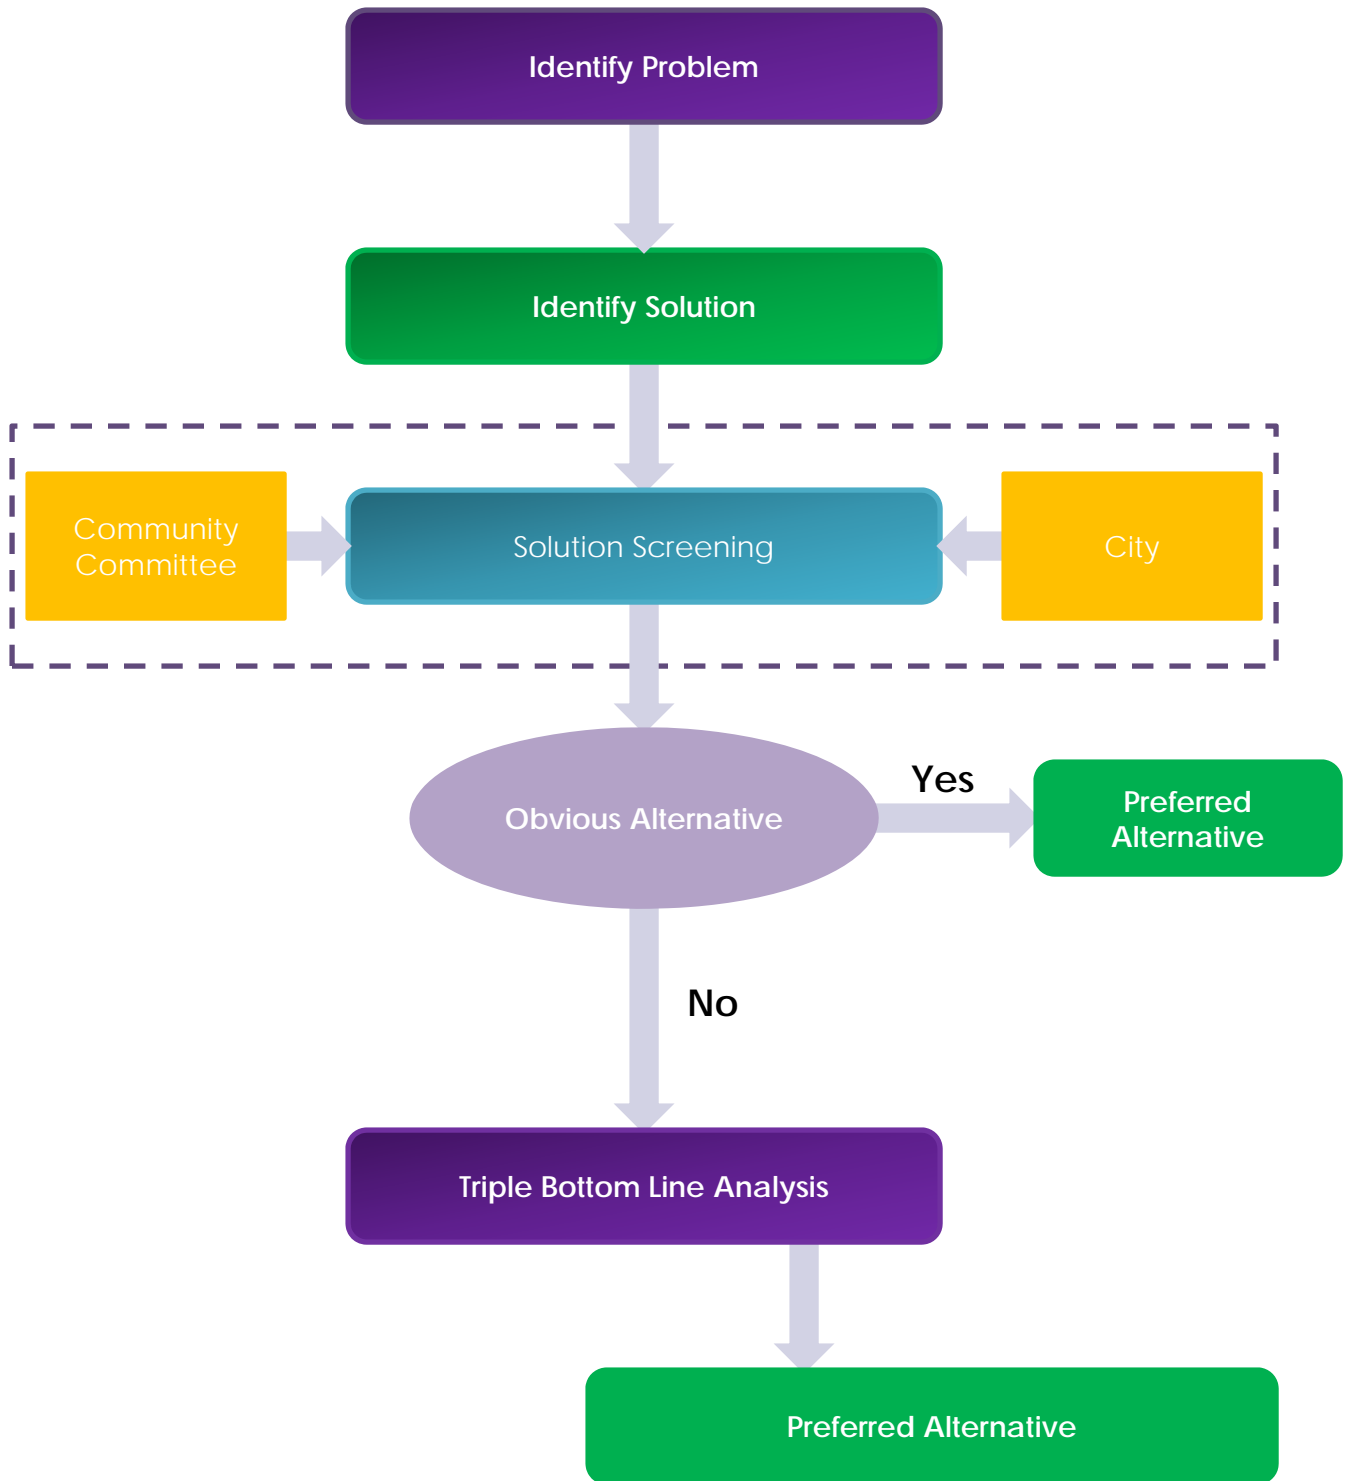 Identify Problem
Identify Solution
Community
Committee
Solution Screening
City
Obvious Alternative
Yes
Preferred
Alternative
No
Triple Bottom Line Analysis
Preferred Alternative